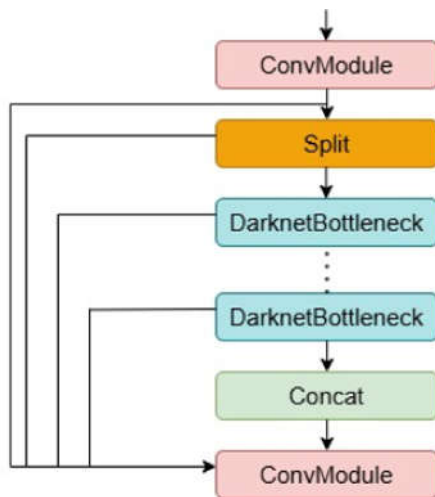 ConvModule
Split
DarknetBottleneck
DarknetBottleneck
Concat
ConvModule